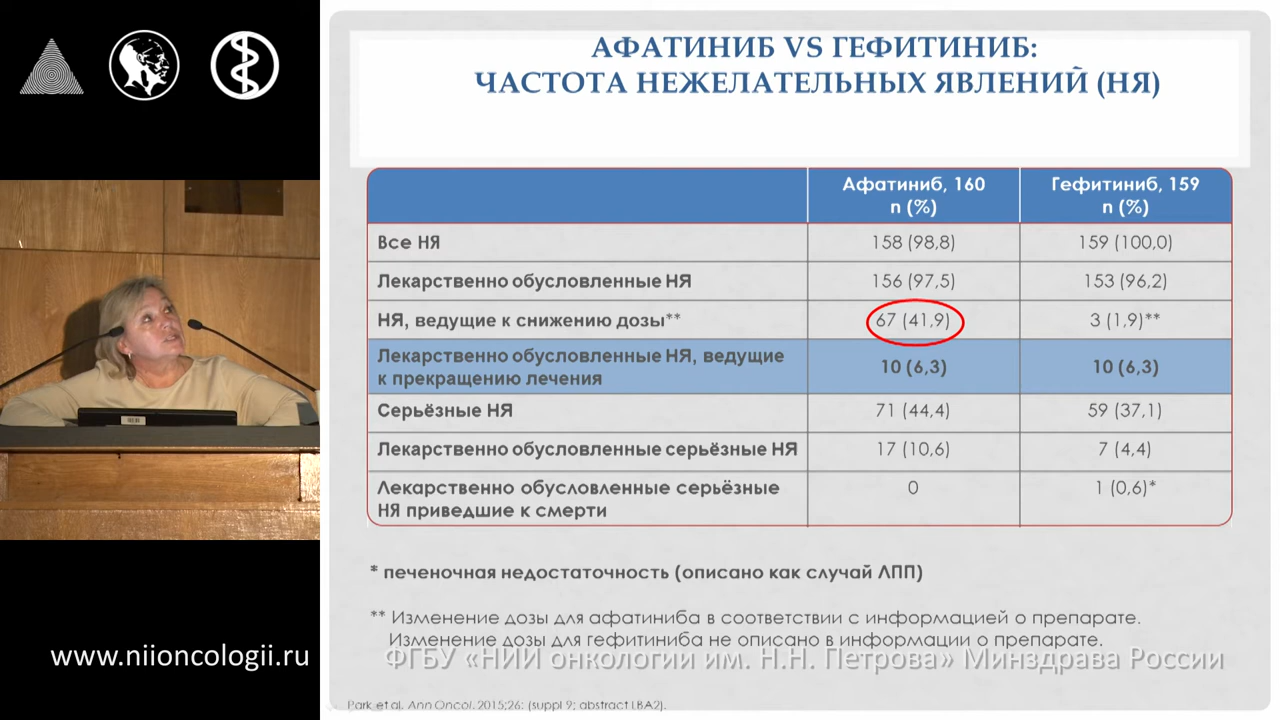 АФАТИНИБ VS ГЕФИТИНИБ:
ЧАСТОТА НЕЖЕЛАТЕЛЬНЫХ ЯВЛЕНИЙ (НЯ)
Афатиниб, 160
n (%)
Гефитиниб, 159
n (%)
Все НЯ 158 (98,8) 159 (100,0)
Лекарственно обусловленные НЯ 156 (97,5) 153 (96,2)
НЯ, ведущие к снижению дозы** 67 (41,9) 3 (1,9)**
Лекарственно обусловленные НЯ, ведущие
к прекращению лечения 10 (6,3) 10 (6,3)
Серьёзные НЯ 71 (44,4) 59 (37,1)
Лекарственно обусловленные серьёзные НЯ 17 (10,6) 7 (4,4)
Лекарственно обусловленные серьёзные
НЯ приведшие к смерти 0 1 (0,6)*
* печеночная недостаточность (описано как случай ЛПП)
** Изменение дозы для афатиниба в соответствии с информацией о препарате.
Изменение дозы для гефитиниба не описано в информации о препарате.
www.niioncologii.ru
ФГБУ «НИИ онкологии им. Н.Н. Петрова» Минздрава России
Park et al. Ann Oncol. 2015;26: (suppl 9; abstract LBA2).